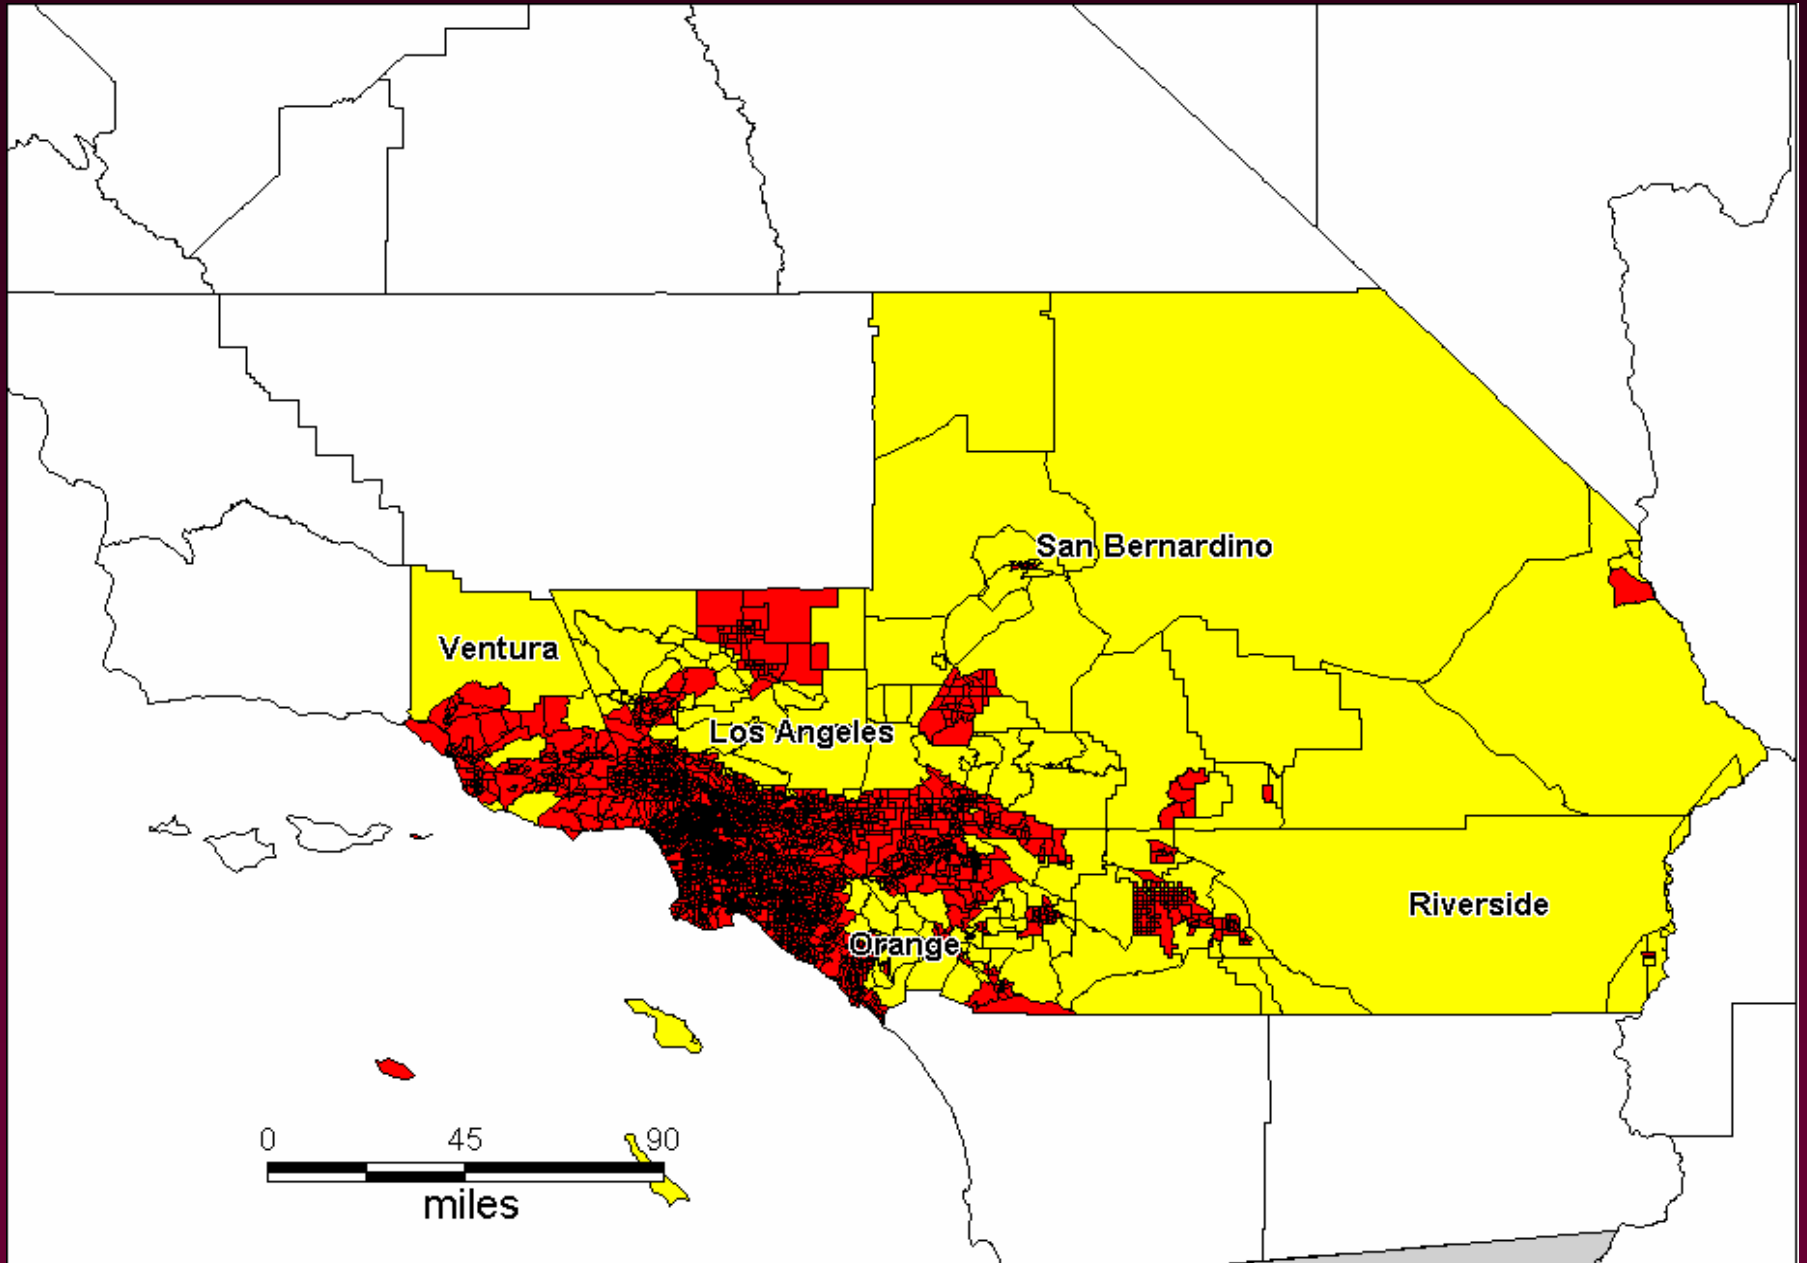 San Bernardino
Ventura
Los Angeles
Riverside
Orange
0 45 90
miles